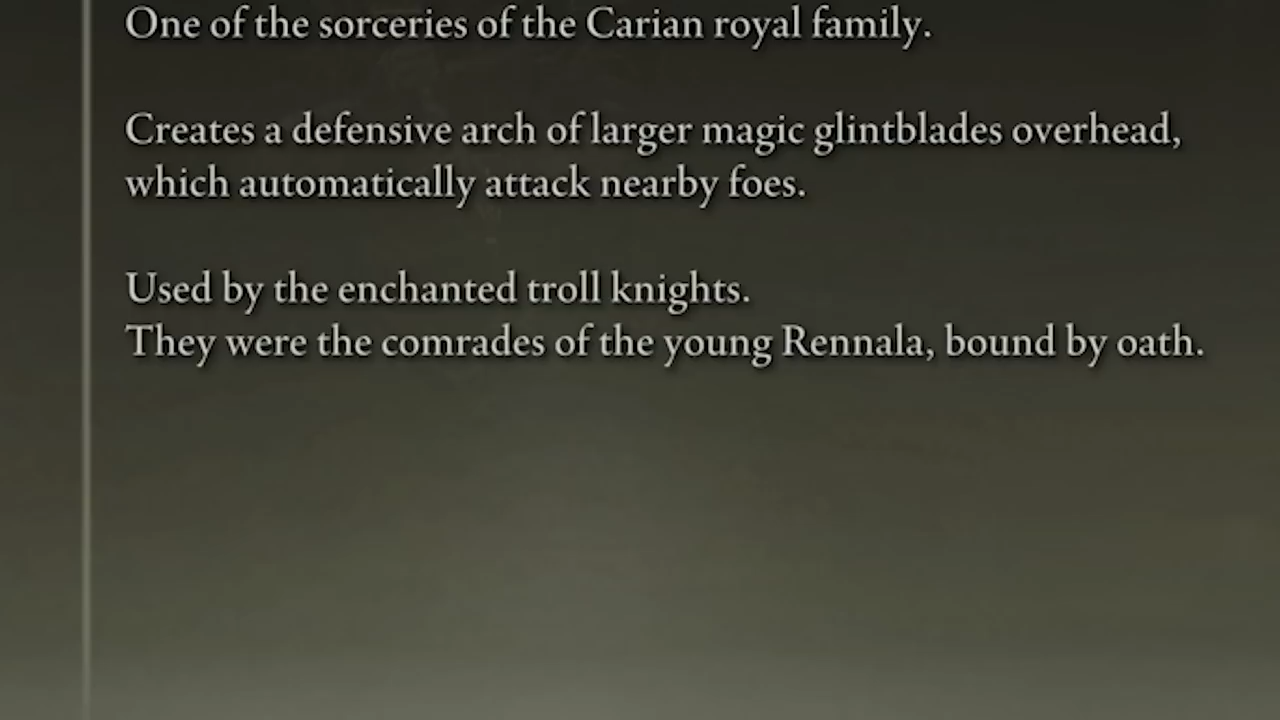 One of the sorceries of the Carian royal family.
Creates a defensive arch of larger magic glintblades overhead,
which automatically attack nearby foes.
Used by the enchanted troll knights.
They were the comrades of the young Rennala, bound by oath.